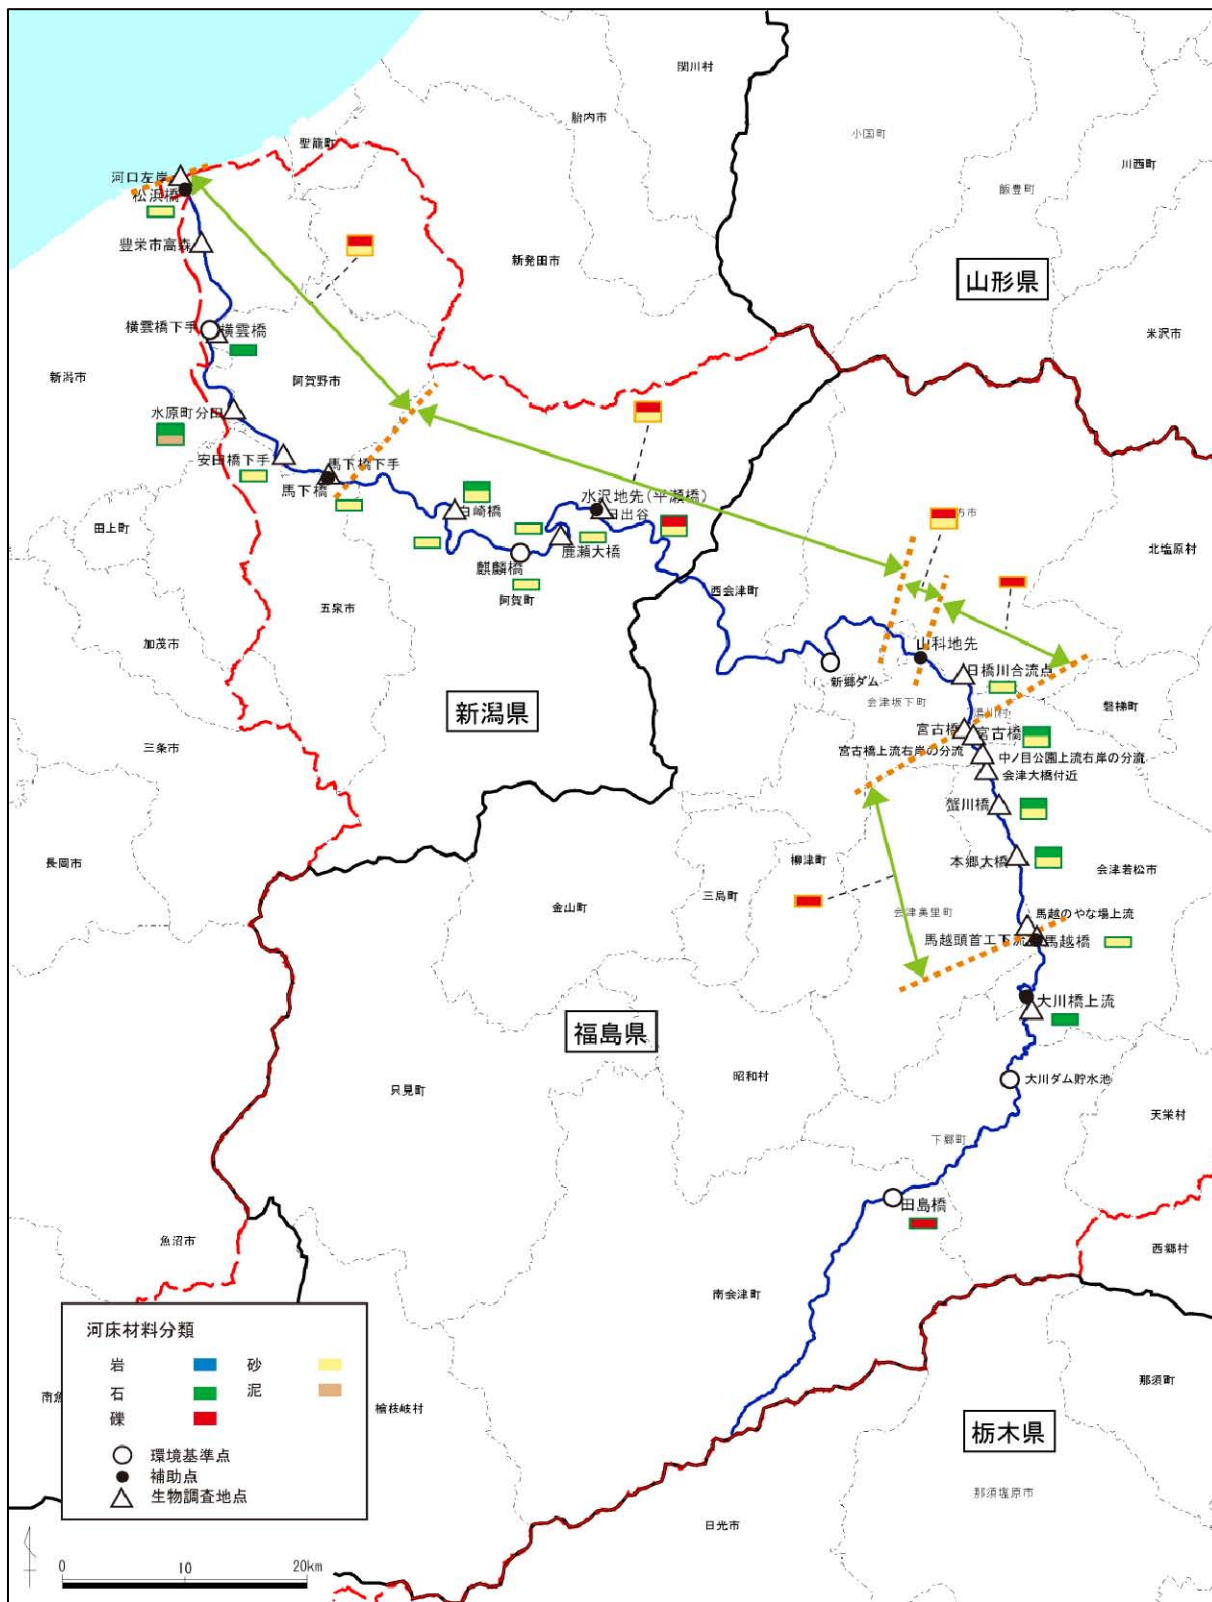 関川村
胎内市
小国町
聖籠町
川西町
河口左岸
飯豊町
松浜橋
豊栄市高森
新発田市
山形県
横雲橋下手
横雲橋
米沢市
新潟市
阿賀野市
水原町分田
安田橋下手
馬下橋下手
馬下橋
水沢地先(平瀬橋)
日出谷
白崎橋
方市
田上町
鹿瀬大橋
北塩原村
麒麟橋
西会津町
阿賀町
五泉市
加茂市
山科地先
日橋川合流点
新郷ダム
会津坂下町
磐梯町
新潟県
湯川村
宮古橋
宮古橋
三条市
宮古橋上流右岸の分流
中ノ目公園上流右岸の分流
会津大橋付近
蟹川橋
長岡市
柳津町
本郷大橋
会津若松市
三島町
金山町
会津美里町
馬越のやな場上流
馬越頭首工下流
馬越橋
大川橋上流
福島県
昭和村
大川ダム貯水池
只見町
天栄村
下郷町
田島橋
魚沼市
西郷村
南会津町
河床材料分類
岩
砂
石
泥
礫
南魚
檜枝岐村
那須町
栃木県
環境基準点
補助点
生物調査地点
那須塩原市
日光市
0
10
20km